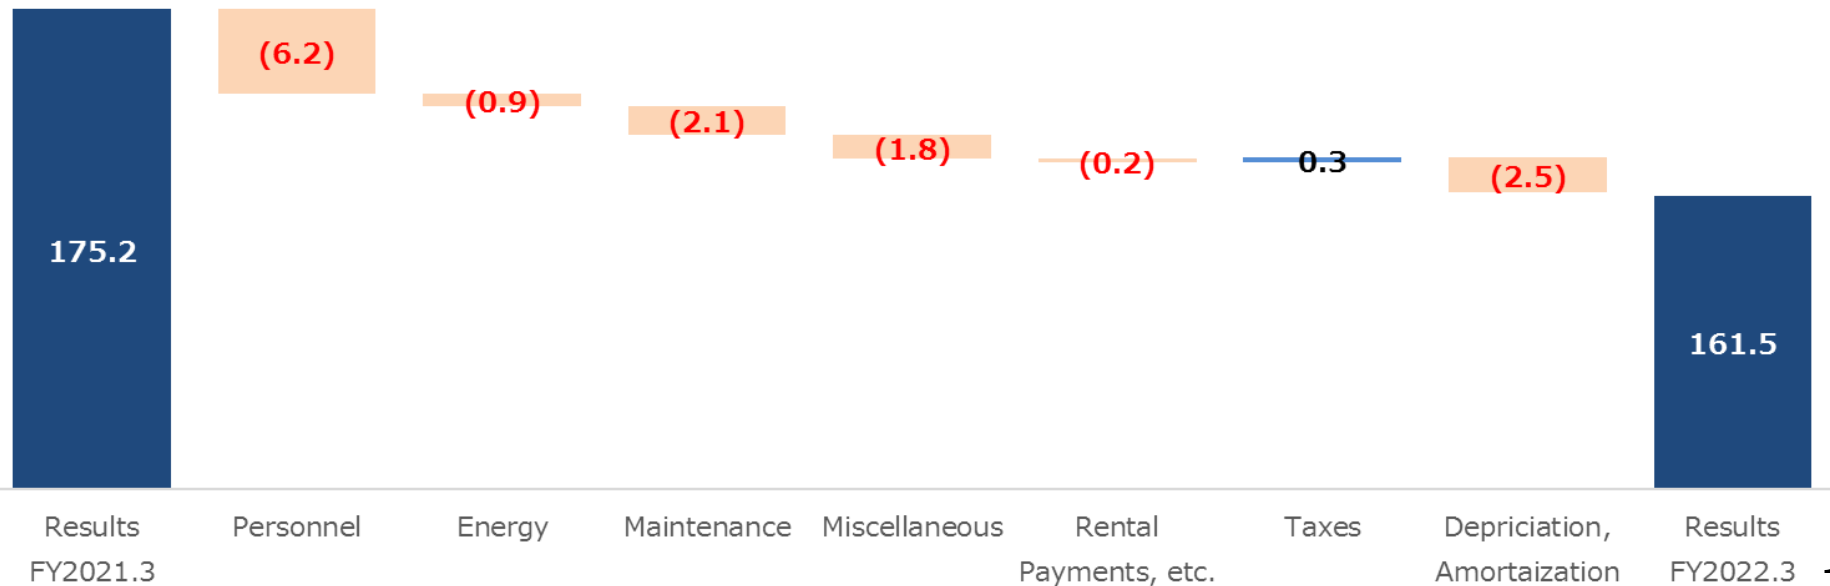 (6.2)
(0.9)
(2.1)
(1.8)
(0.2)
0.3
(2.5)
175.2
161.5
Results
FY2021.3
Personnel
Energy
Maintenance
Miscellaneous
Rental
Payments, etc.
Taxes
Depriciation,
Amortaization
Results
FY2022.3